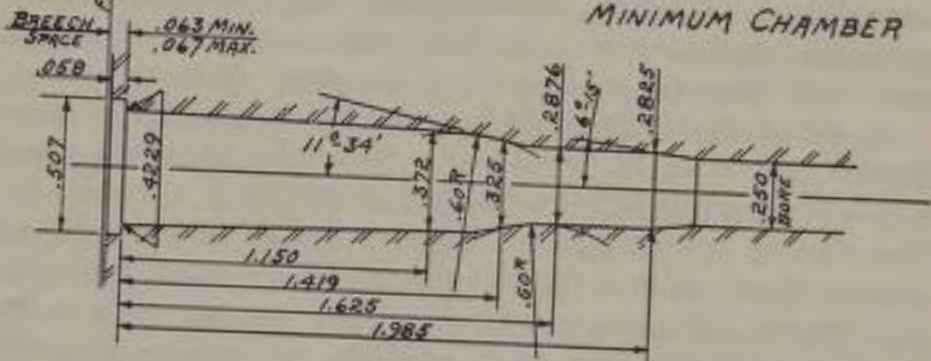 MINIMUM CHAMBER
BREECH
SPACE
.063 MIN.
.067 MAX.
.058
.507
.4229
11°-34'
.372
.60R
.325
.2876
6°-15'
.2825
.250
BORE
.60R
1.150
1.419
1.625
1.985